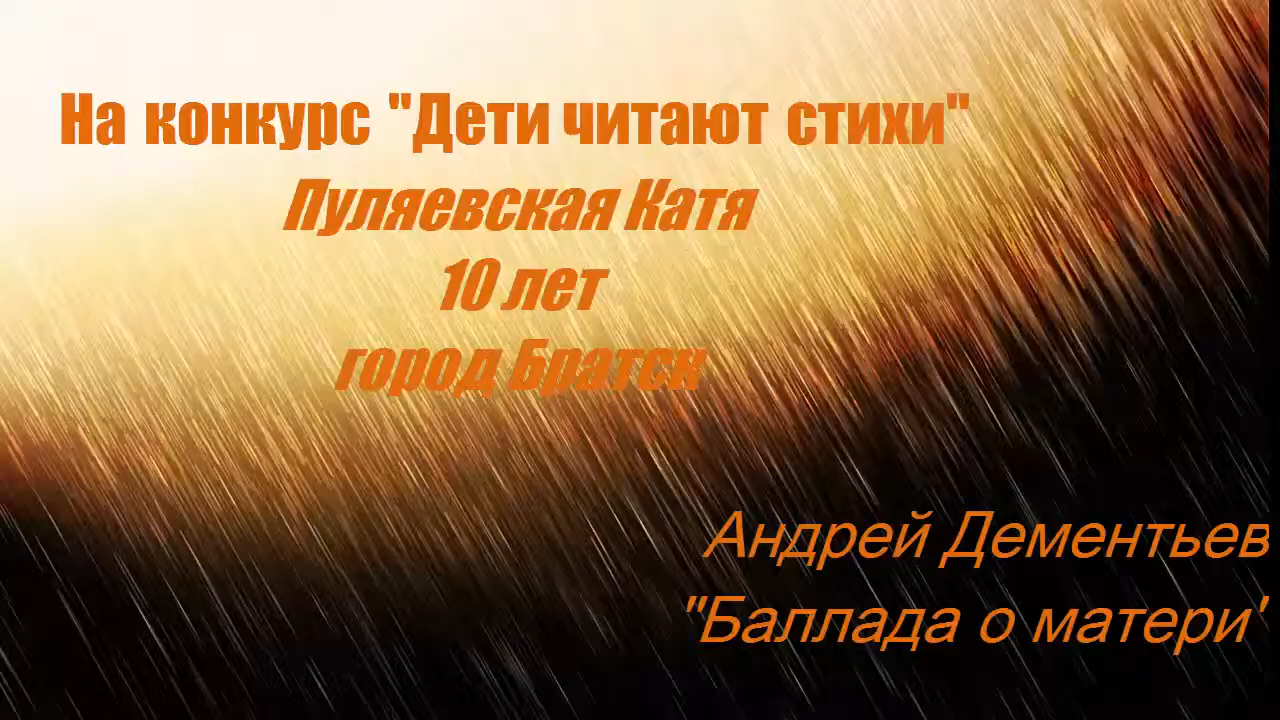 На конкурс "Дети читают стихи"
Пуляевская Катя
10 лет
город Братск
Андрей Дементьев
"Баллада о матери"